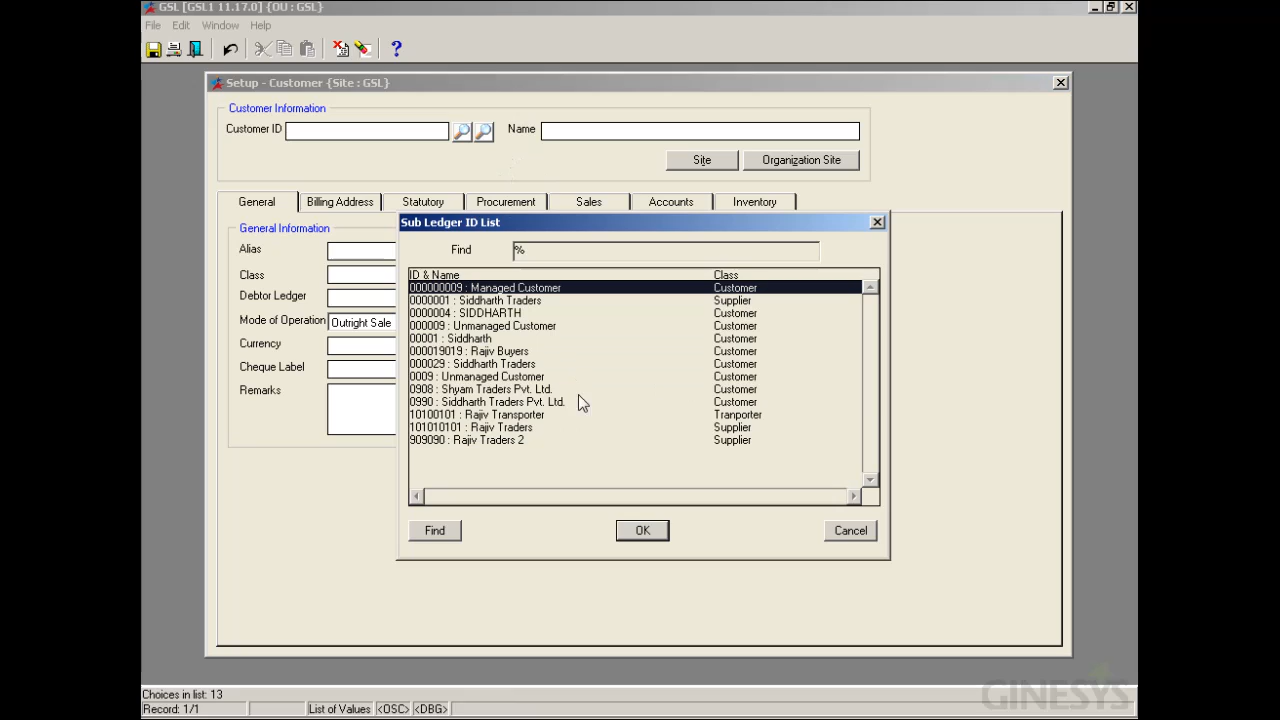 GSL [GSL1 11.17.0] {OU : GSL}
File Edit Window Help
Setup - Customer {Site : GSL}
Customer Information
Customer ID Name
Site Organization Site
General Billing Address Statutory Procurement Sales Accounts Inventory
General Information
Alias
Class
Debtor Ledger
Mode of Operation Outright Sale
Currency
Cheque Label
Remarks
Sub Ledger ID List
Find %
ID & Name Class
000000009 : Managed Customer Customer
0000001 : Siddharth Traders Supplier
0000004 : SIDDHARTH Customer
000009 : Unmanaged Customer Customer
00001 : Siddharth Customer
000019019 : Rajiv Buyers Customer
000029 : Siddharth Traders Customer
0009 : Unmanaged Customer Customer
0908 : Shyam Traders Pvt. Ltd. Customer
0990 : Siddharth Traders Pvt. Ltd. Customer
10100101 : Rajiv Transporter Tranporter
101010101 : Rajiv Traders Supplier
909090 : Rajiv Traders 2 Supplier
Find OK Cancel
Choices in list: 13
Record: 1/1 List of Values <OSC> <DBG>
GINESYS